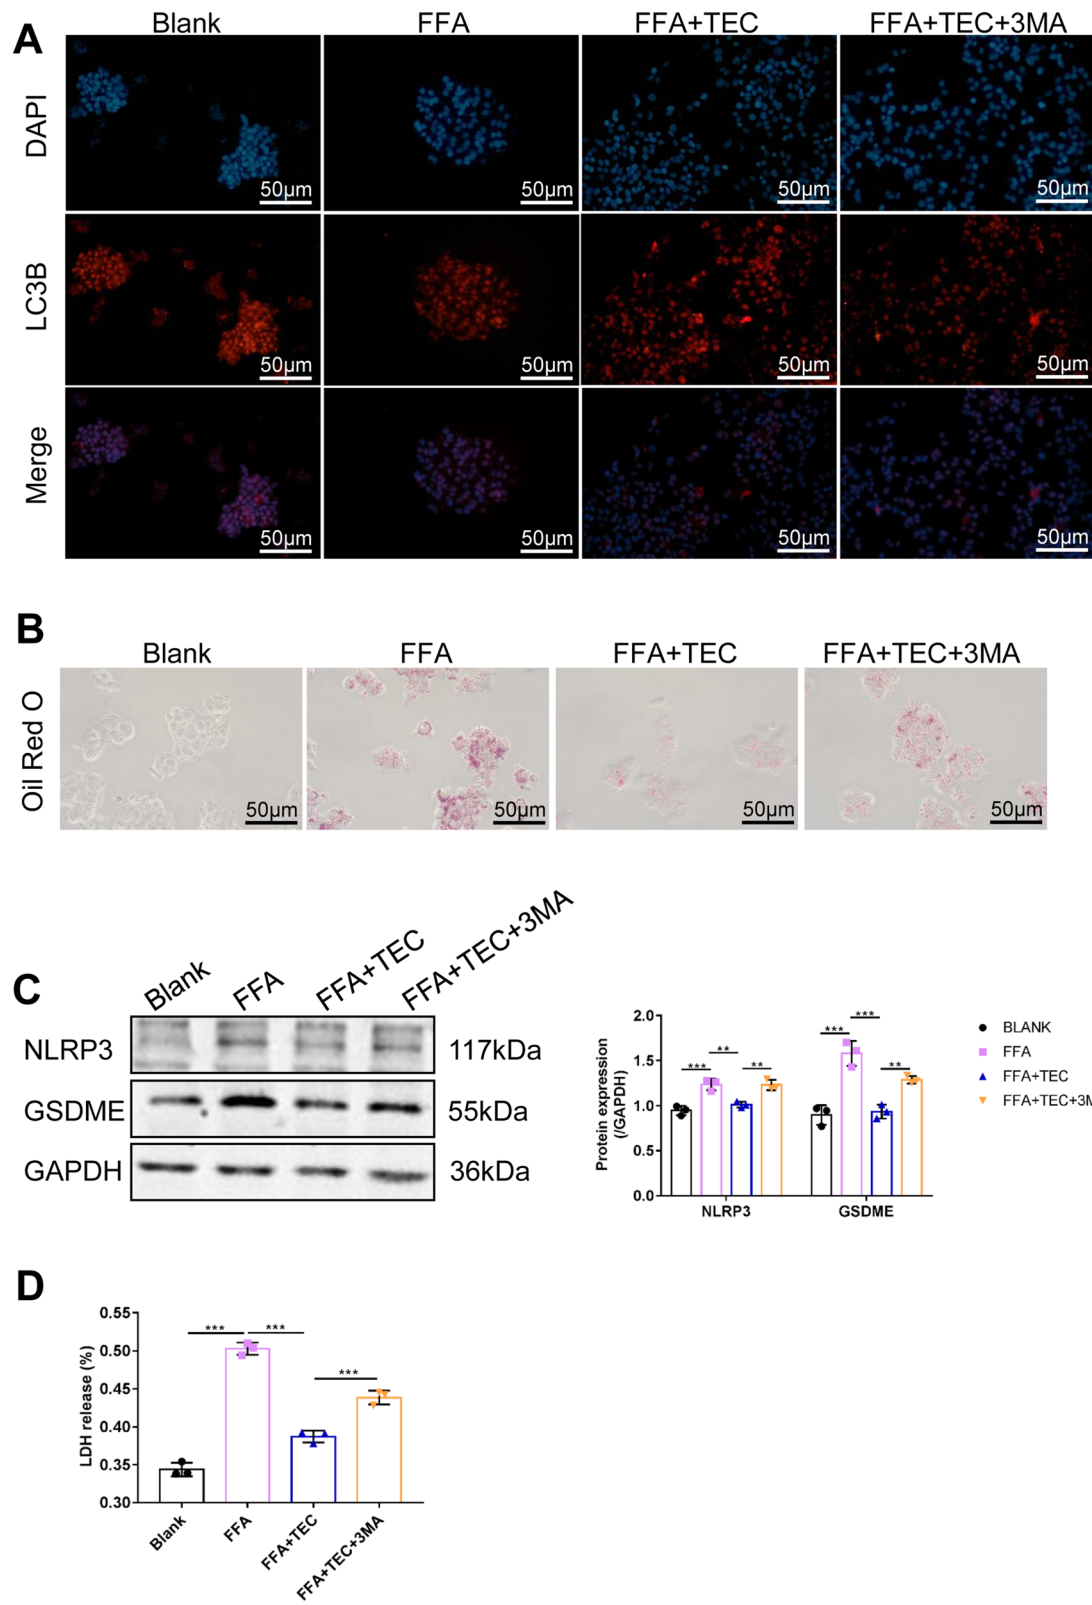 A
Blank FFA FFA+TEC FFA+TEC+3MA
DAPI
50μm 50μm 50μm 50μm
LC3B
50μm 50μm 50μm 50μm
Merge
50μm 50μm 50μm 50μm
B
Blank FFA FFA+TEC FFA+TEC+3MA
Oil Red O
50μm 50μm 50μm 50μm
C
Blank FFA FFA+TEC FFA+TEC+3MA
NLRP3 117kDa
GSDME 55kDa
GAPDH 36kDa
Protein expression
(/GAPDH)
2.0
1.5
1.0
0.5
0.0
*** ** ** *** *** **
NLRP3 GSDME
BLANK
FFA
FFA+TEC
FFA+TEC+3M
D
LDH release (%)
0.55
0.50
0.45
0.40
0.35
0.30
*** *** ***
Blank FFA FFA+TEC FFA+TEC+3MA